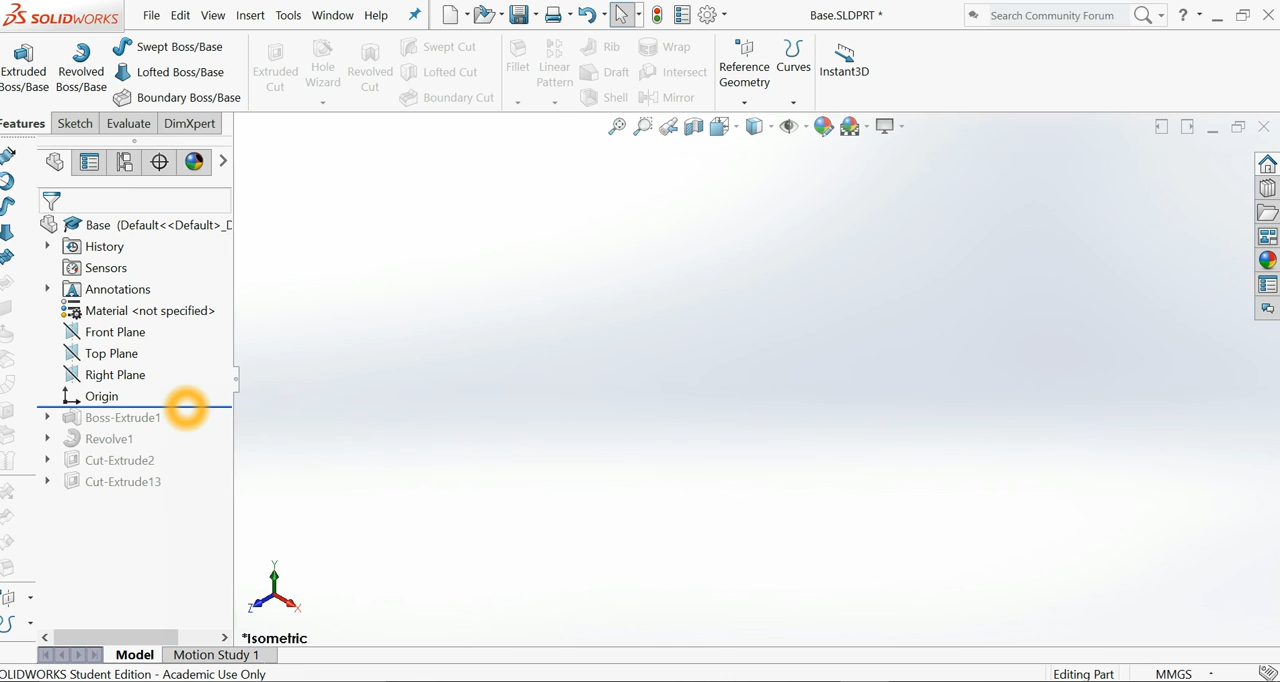 SOLIDWORKS File Edit View Insert Tools Window Help Base.SLDPRT * Search Community Forum ?
Extruded Boss/Base
Revolved Boss/Base
Swept Boss/Base
Lofted Boss/Base
Boundary Boss/Base
Extruded Cut
Hole Wizard
Revolved Cut
Swept Cut
Lofted Cut
Boundary Cut
Fillet
Linear Pattern
Rib
Draft
Shell
Wrap
Intersect
Mirror
Reference Geometry
Curves
Instant3D
Features Sketch Evaluate DimXpert
Base (Default<<Default>_D
History
Sensors
Annotations
Material <not specified>
Front Plane
Top Plane
Right Plane
Origin
Boss-Extrude1
Revolve1
Cut-Extrude2
Cut-Extrude13
Y
Z X
*Isometric
Model Motion Study 1
OLIDWORKS Student Edition - Academic Use Only Editing Part MMGS